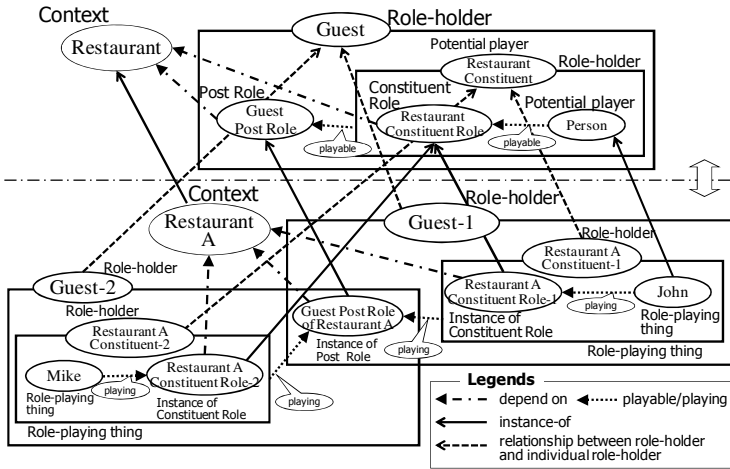 Context
Restaurant
Guest
Role-holder
Potential player
Restaurant
Constituent
Role-holder
Post Role
Constituent
Role
Potential player
Guest
Post Role
Restaurant
Constituent Role
Person
playable
playable
Context
Restaurant
A
Role-holder
Guest-1
Role-holder
Restaurant A
Constituent-1
Role-holder
Guest-2
Role-holder
Restaurant A
Constituent-2
Guest Post Role
of Restaurant A
Instance of
Post Role
Restaurant A
Constituent Role-1
Instance of
Constituent Role
playing
John
Role-playing
thing
playing
Role-playing thing
Mike
Role-playing
thing
playing
Restaurant A
Constituent Role-2
Instance of
Constituent Role
playing
Role-playing thing
Legends
depend on
playable/playing
instance-of
relationship between role-holder
and individual role-holder